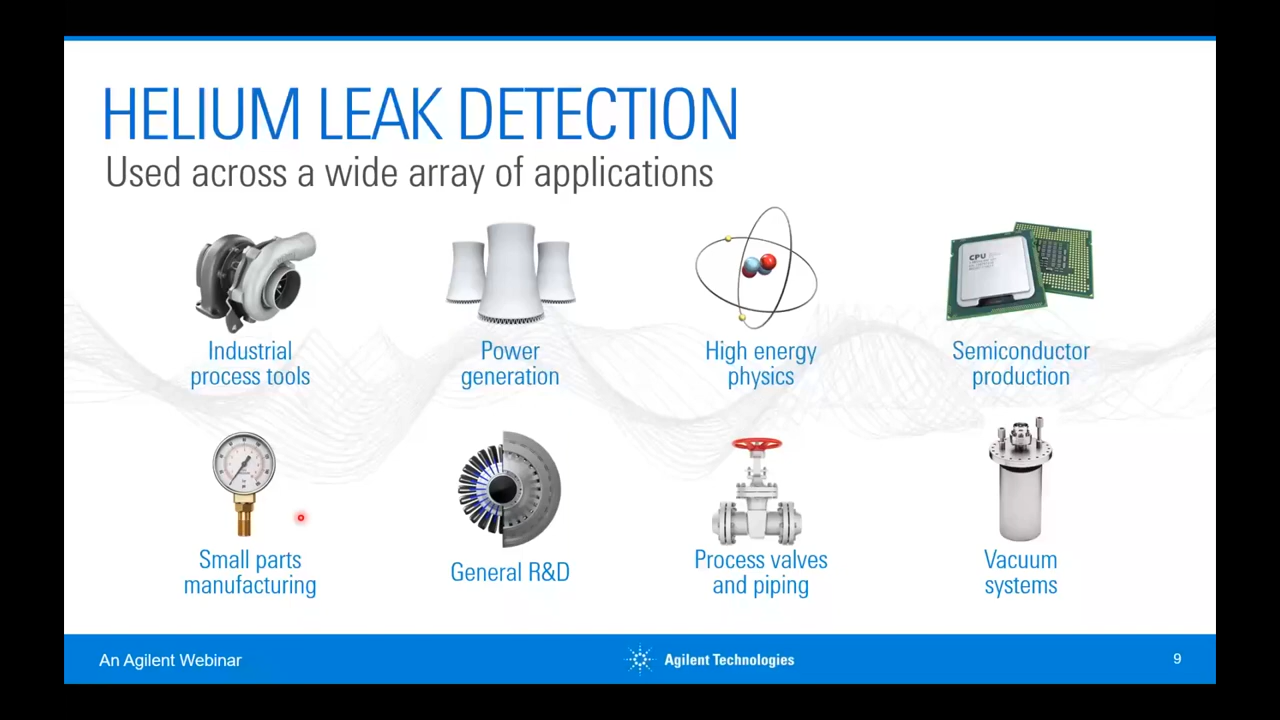 HELIUM LEAK DETECTION
Used across a wide array of applications
CPU
Industrial
process tools
Power
generation
High energy
physics
Semiconductor
production
Small parts
manufacturing
General R&D
Process valves
and piping
Vacuum
systems
An Agilent Webinar
Agilent Technologies
9